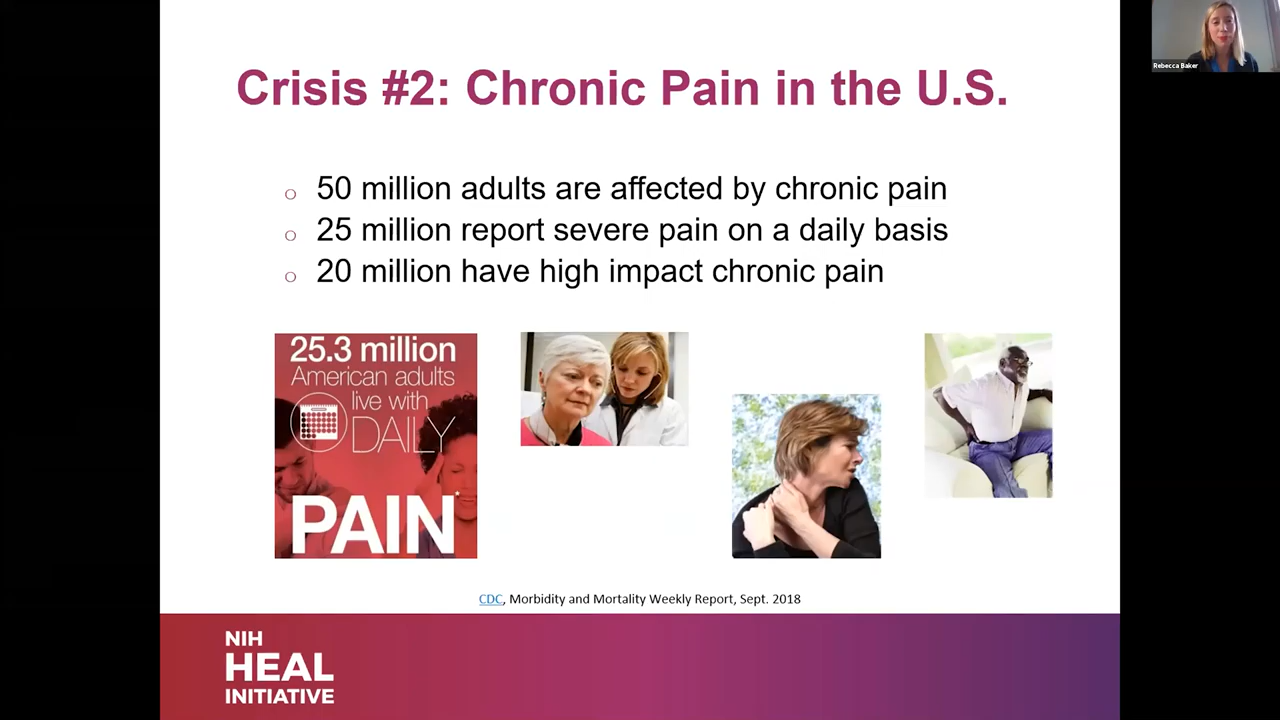 Crisis #2: Chronic Pain in the U.S.
Rebecca Baker
50 million adults are affected by chronic pain
25 million report severe pain on a daily basis
20 million have high impact chronic pain
25.3 million
American adults
live with
DAILY
PAIN*
CDC, Morbidity and Mortality Weekly Report, Sept. 2018
NIH
HEAL
INITIATIVE